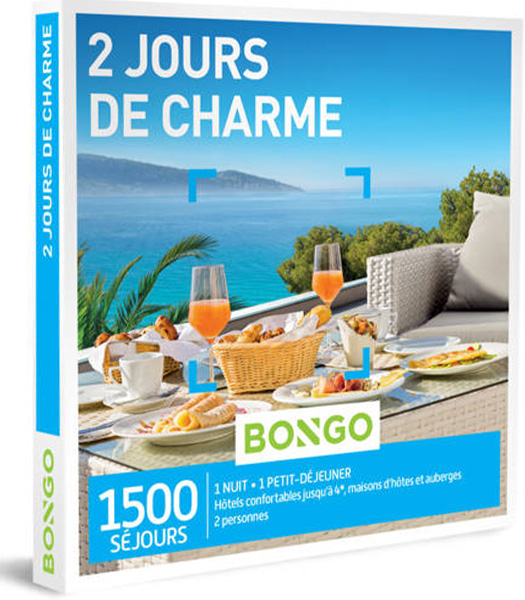 2 JOURS
DE CHARME
2 JOURS DE CHARME
BONGO
1500
SÉJOURS
1 NUIT • 1 PETIT-DÉJEUNER
Hôtels confortables jusqu'à 4*, maisons d'hôtes et auberges
2 personnes
BONGO